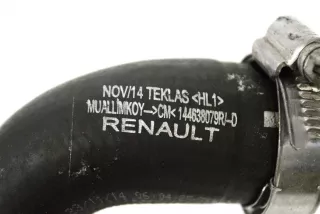 NOV/14 TEKLAS <HL1>
MUALLIMKOY—>CM< 144638079R/-D
RENAULT